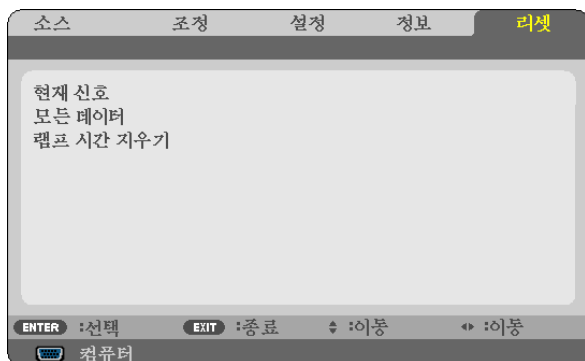 소스 조정 설정 정보 리셋
현재 신호
모든 데이터
램프 시간 지우기
ENTER :선택 EXIT :종료 :이동 :이동
컴퓨터